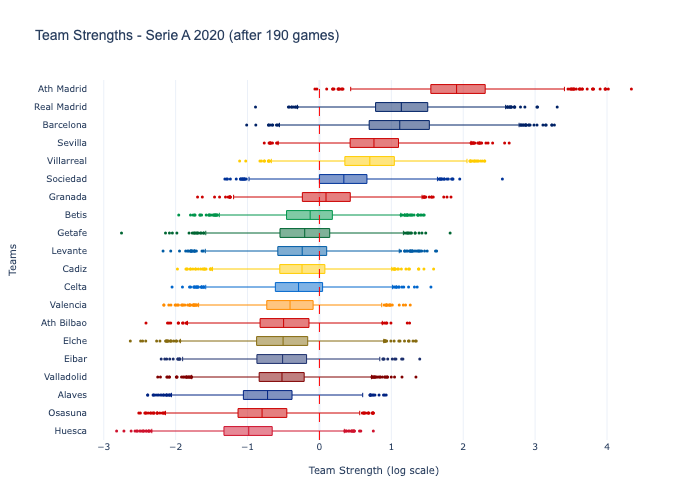 Team Strengths - Serie A 2020 (after 190 games)
Ath Madrid
Real Madrid
Barcelona
Sevilla
Villarreal
Sociedad
Granada
Betis
Getafe
Levante
Cadiz
Celta
Valencia
Ath Bilbao
Elche
Eibar
Valladolid
Alaves
Osasuna
Huesca
Teams
−3 −2 −1 0 1 2 3 4
Team Strength (log scale)